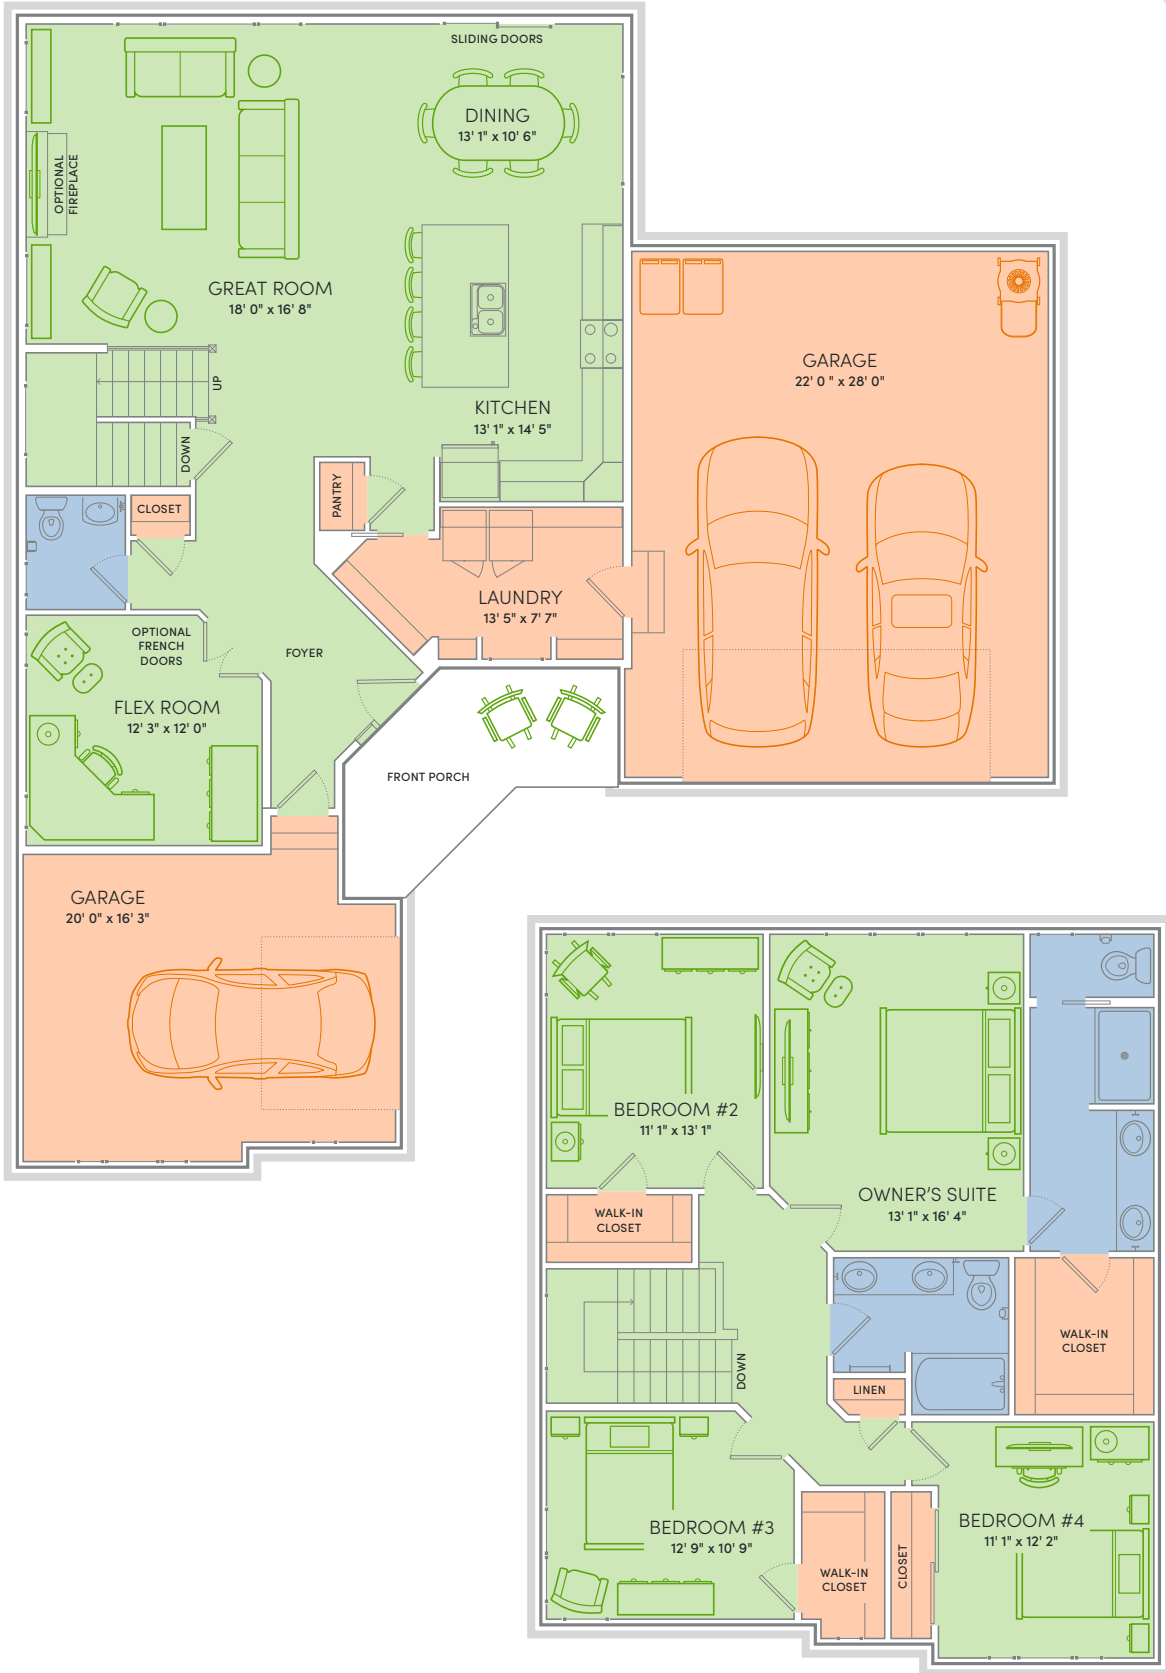 SLIDING DOORS
DINING
13' 1" x 10' 6"
OPTIONAL
FIREPLACE
GREAT ROOM
18' 0" x 16' 8"
GARAGE
22' 0 " x 28' 0"
UP
KITCHEN
13' 1" x 14' 5"
DOWN
PANTRY
CLOSET
LAUNDRY
13' 5" x 7' 7"
OPTIONAL
FRENCH
DOORS
FOYER
FLEX ROOM
12' 3" x 12' 0"
FRONT PORCH
GARAGE
20' 0" x 16' 3"
BEDROOM #2
11' 1" x 13' 1"
OWNER'S SUITE
13' 1" x 16' 4"
WALK-IN
CLOSET
WALK-IN
CLOSET
DOWN
LINEN
BEDROOM #3
12' 9" x 10' 9"
BEDROOM #4
11' 1" x 12' 2"
WALK-IN
CLOSET
CLOSET